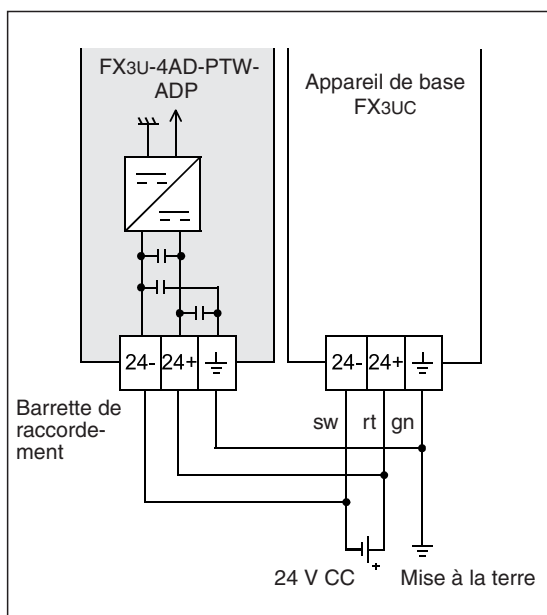 FX3U-4AD-PTW-
ADP
Appareil de base
FX3UC
24- 24+
24- 24+
Barrette de
raccorde-
ment
sw rt gn
+
24 V CC
Mise à la terre